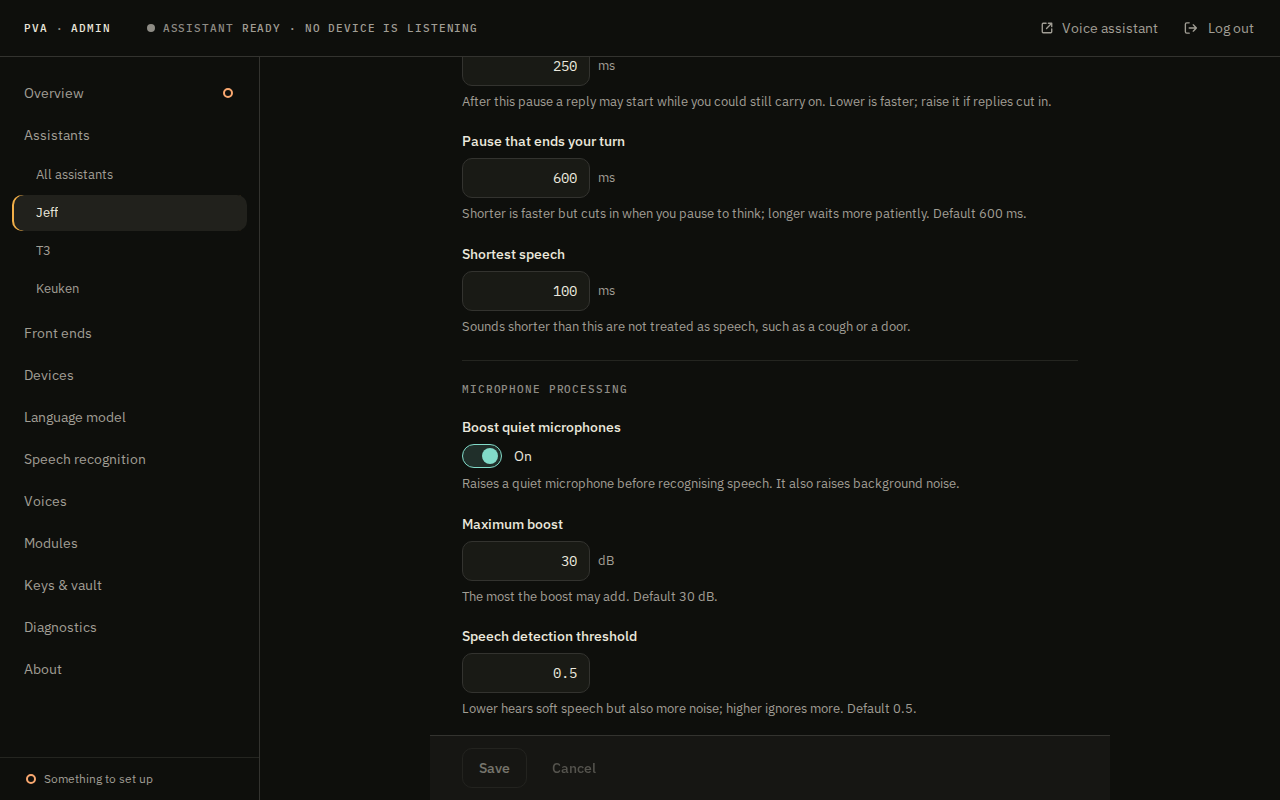 PVA · ADMIN
ASSISTANT READY · NO DEVICE IS LISTENING
Voice assistant
Log out
Overview
Assistants
All assistants
Jeff
T3
Keuken
Front ends
Devices
Language model
Speech recognition
Voices
Modules
Keys & vault
Diagnostics
About
Something to set up
250 ms
After this pause a reply may start while you could still carry on. Lower is faster; raise it if replies cut in.
Pause that ends your turn
600 ms
Shorter is faster but cuts in when you pause to think; longer waits more patiently. Default 600 ms.
Shortest speech
100 ms
Sounds shorter than this are not treated as speech, such as a cough or a door.
MICROPHONE PROCESSING
Boost quiet microphones
On
Raises a quiet microphone before recognising speech. It also raises background noise.
Maximum boost
30 dB
The most the boost may add. Default 30 dB.
Speech detection threshold
0.5
Lower hears soft speech but also more noise; higher ignores more. Default 0.5.
Save
Cancel